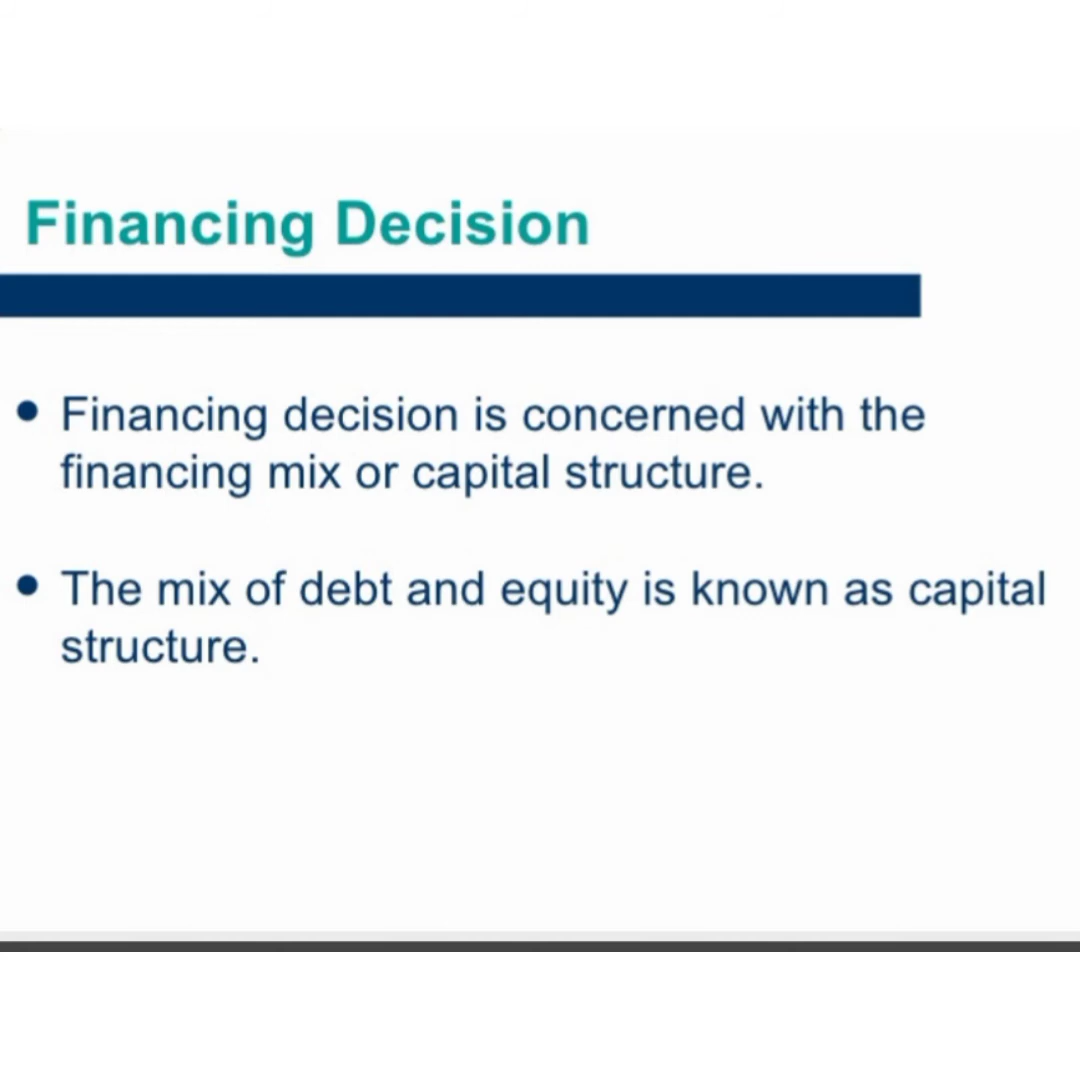 Financing Decision
• Financing decision is concerned with the
financing mix or capital structure.
• The mix of debt and equity is known as capital
structure.